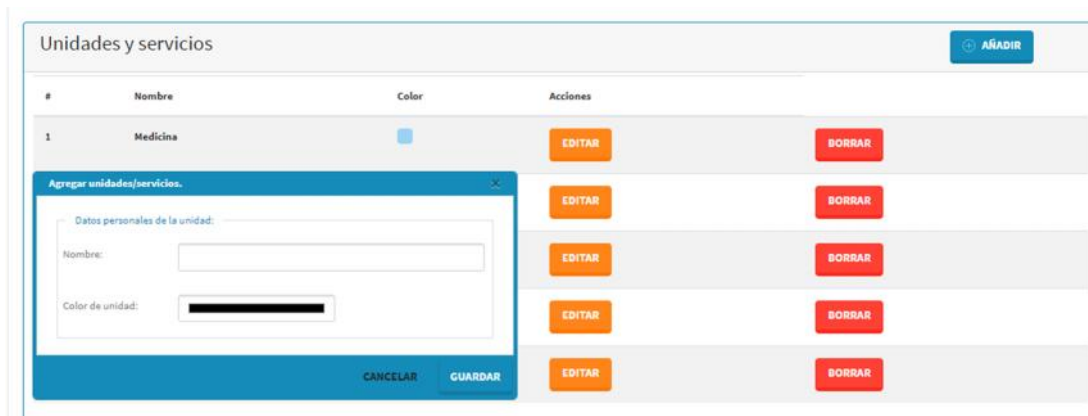 Unidades y servicios AÑADIR
# Nombre Color Acciones
1 Medicina EDITAR BORRAR
Agregar unidades/servicios. X
EDITAR BORRAR
Datos personales de la unidad:
Nombre:
EDITAR BORRAR
Color de unidad:
EDITAR BORRAR
CANCELAR GUARDAR EDITAR BORRAR